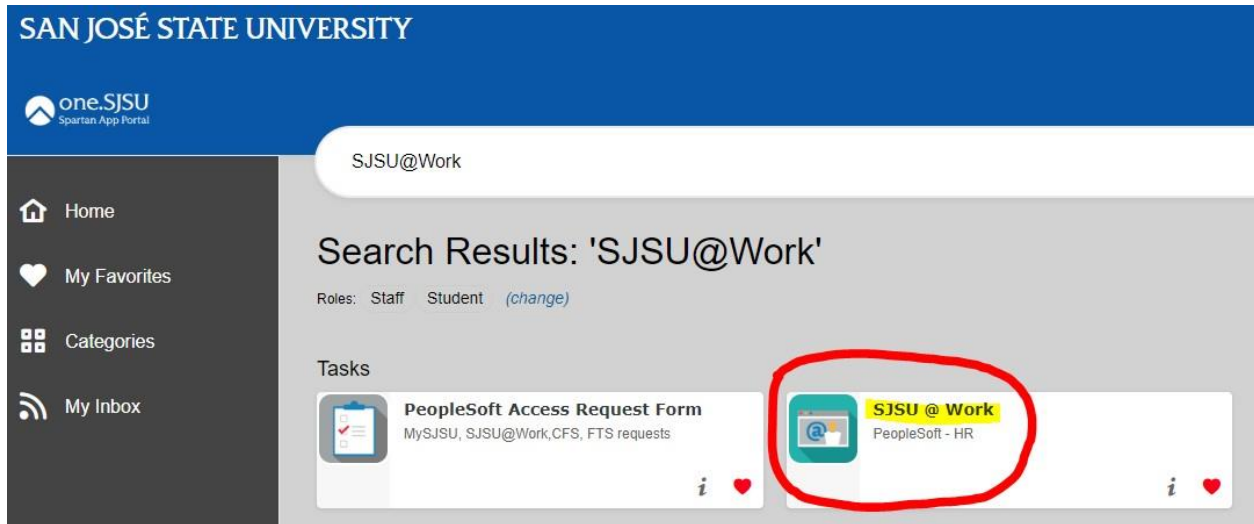 SAN JOSÉ STATE UNIVERSITY
one.SJSU
Spartan App Portal
SJSU@Work
Home
My Favorites
Categories
My Inbox
Search Results: 'SJSU@Work'
Roles: Staff Student (change)
Tasks
PeopleSoft Access Request Form
MySJSU, SJSU@Work,CFS, FTS requests
i
SJSU @ Work
PeopleSoft - HR
i